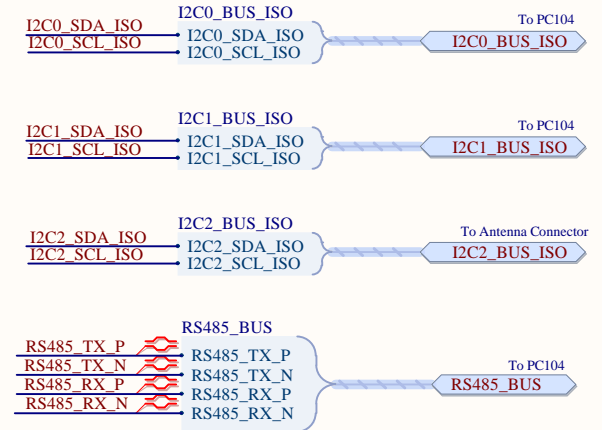 I2C0_BUS_ISO
To PC104
I2C0_SDA_ISO I2C0_SDA_ISO
I2C0_SCL_ISO I2C0_SCL_ISO I2C0_BUS_ISO
I2C1_BUS_ISO
To PC104
I2C1_SDA_ISO I2C1_SDA_ISO
I2C1_SCL_ISO I2C1_SCL_ISO I2C1_BUS_ISO
I2C2_BUS_ISO
To Antenna Connector
I2C2_SDA_ISO I2C2_SDA_ISO
I2C2_SCL_ISO I2C2_SCL_ISO I2C2_BUS_ISO
RS485_BUS
RS485_TX_P RS485_TX_P
RS485_TX_N RS485_TX_N
To PC104
RS485_RX_P RS485_RX_P RS485_BUS
RS485_RX_N RS485_RX_N